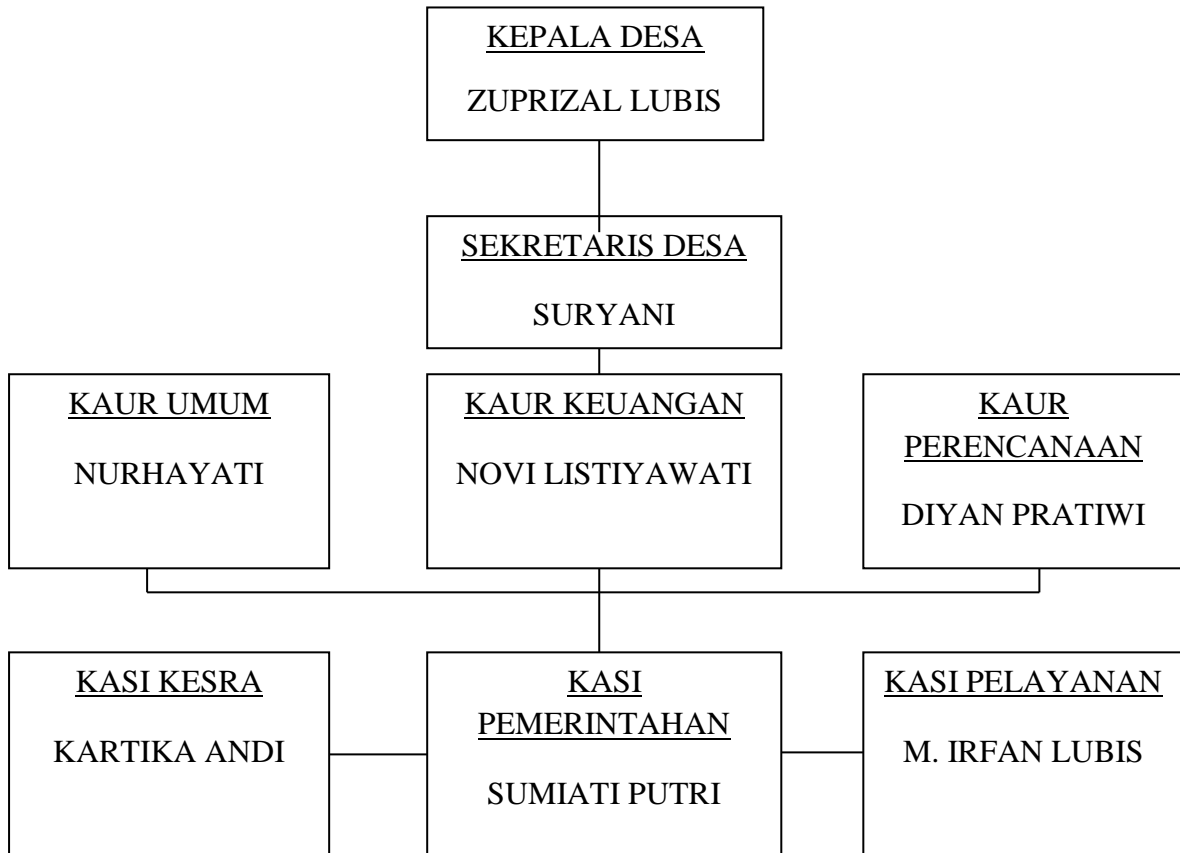 KEPALA DESA
ZUPRIZAL LUBIS
SEKRETARIS DESA
SURYANI
KAUR UMUM
NURHAYATI
KAUR KEUANGAN
NOVI LISTIYAWATI
KAUR
PERENCANAAN
DIYAN PRATIWI
KASI KESRA
KARTIKA ANDI
KASI
PEMERINTAHAN
SUMIATI PUTRI
KASI PELAYANAN
M. IRFAN LUBIS